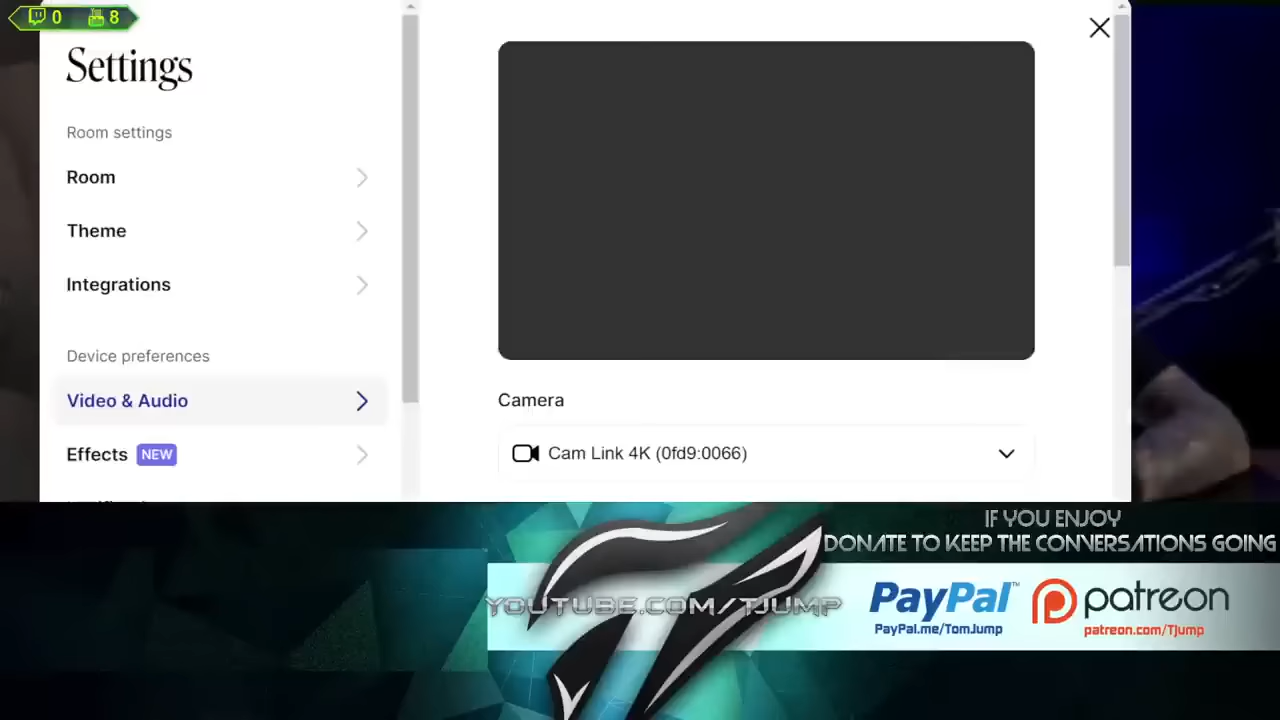 0 8
Settings
Room settings
Room
Theme
Integrations
Device preferences
Video & Audio
Effects NEW
Camera
Cam Link 4K (0fd9:0066)
IF YOU ENJOY
DONATE TO KEEP THE CONVERSATIONS GOING
YOUTUBE.COM/TJUMP
PayPal™
PayPal.me/TomJump
patreon
patreon.com/TJump